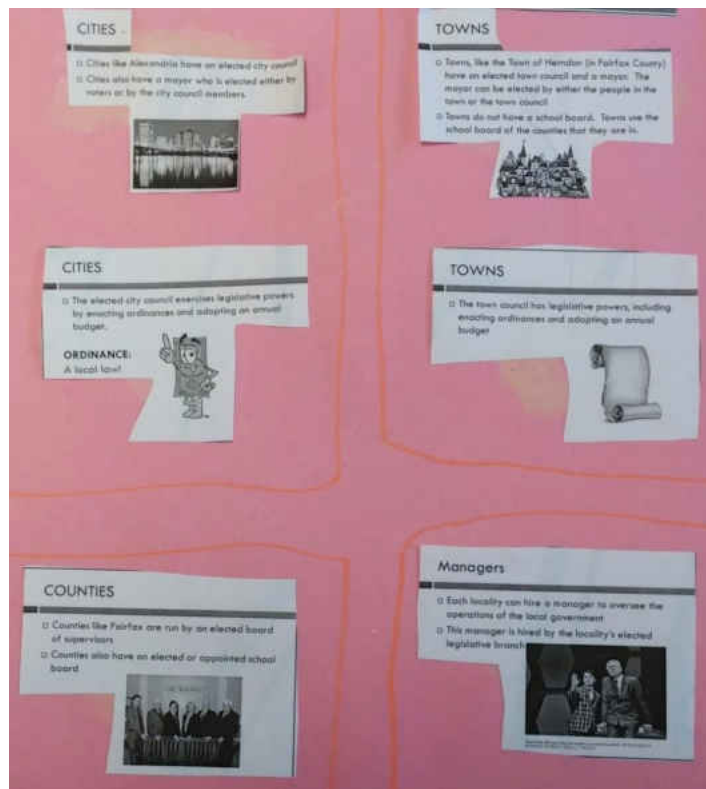 CITIES
Cities like Alexandria have an elected city council
Cities also have a mayor who is elected either by
voters or by the city council members.
TOWNS
Towns, like the Town of Herndon (in Fairfax County)
have an elected town council and a mayor. The
mayor can be elected by either the people in the
town or the town council
Towns do not have a school board. Towns use the
school board of the counties that they are in.
CITIES
The elected city council exercises legislative powers
by enacting ordinances and adopting an annual
budget.
ORDINANCE:
A local law!
TOWNS
The town council has legislative powers, including
enacting ordinances and adopting an annual
budget
COUNTIES
Counties like Fairfax are run by an elected board
of supervisors
Counties also have an elected or appointed school
board
Managers
Each locality can hire a manager to oversee the
operations of the local government
This manager is hired by the locality's elected
legislative branch